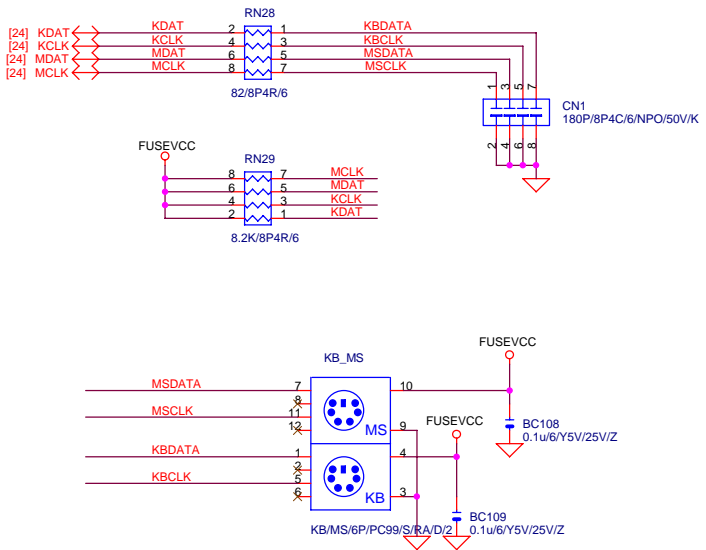 RN28
[24] KDAT KDAT 2 1 KBDATA
[24] KCLK KCLK 4 3 KBCLK
[24] MDAT MDAT 6 5 MSDATA
[24] MCLK MCLK 8 7 MSCLK
82/8P4R/6
1 3 5 7
CN1
180P/8P4C/6/NPO/50V/K
2 4 6 8
FUSEVCC
RN29
8 7 MCLK
6 5 MDAT
4 3 KCLK
2 1 KDAT
8.2K/8P4R/6
FUSEVCC
KB_MS
MSDATA 7 10
8
MSCLK 11
12 MS 9
FUSEVCC
BC108
0.1u/6/Y5V/25V/Z
KBDATA 1 4
2
KBCLK 5
6 KB 3
KB/MS/6P/PC99/S/RA/D/2
BC109
0.1u/6/Y5V/25V/Z